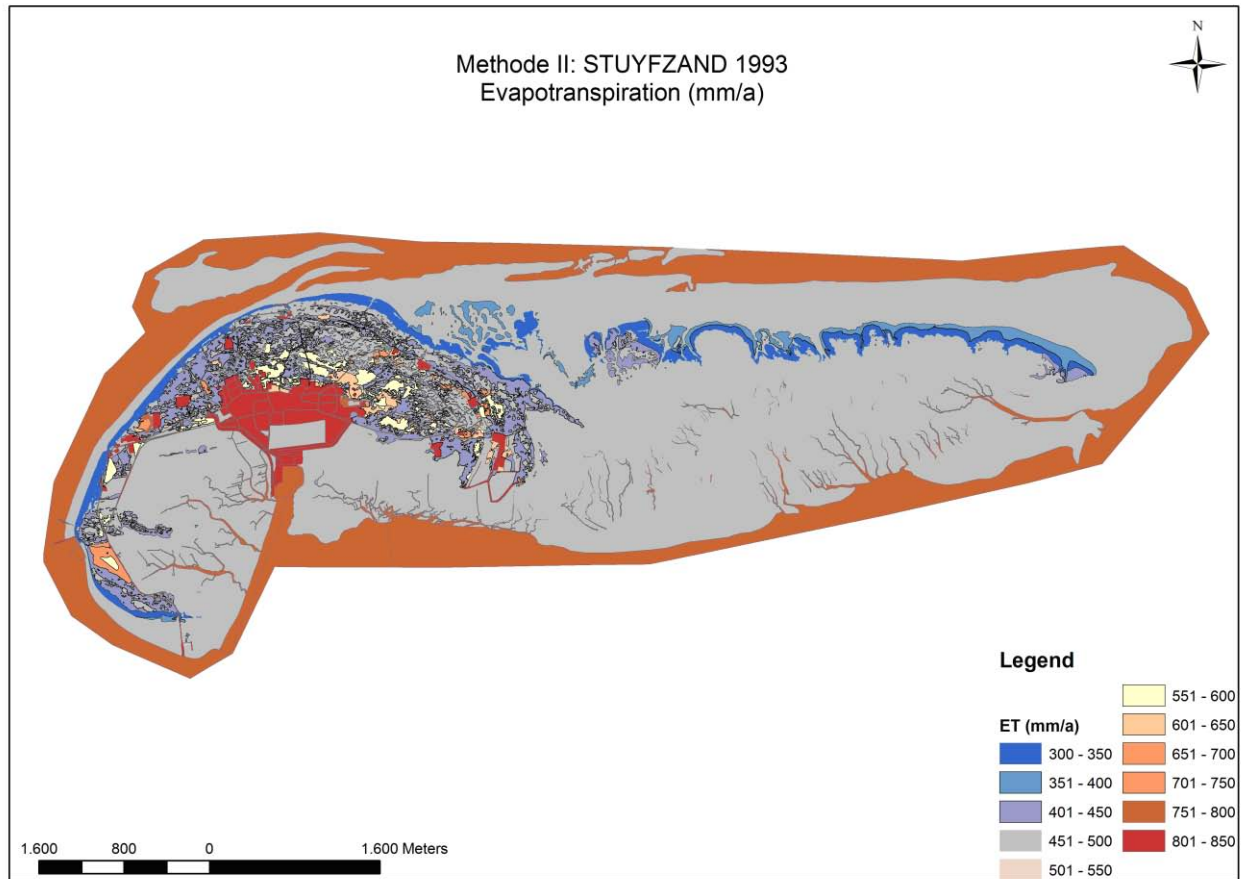 Methode II: STUYFZAND 1993
Evapotranspiration (mm/a)
N
Legend
ET (mm/a)
300 - 350
351 - 400
401 - 450
451 - 500
501 - 550
551 - 600
601 - 650
651 - 700
701 - 750
751 - 800
801 - 850
1.600 800 0 1.600 Meters